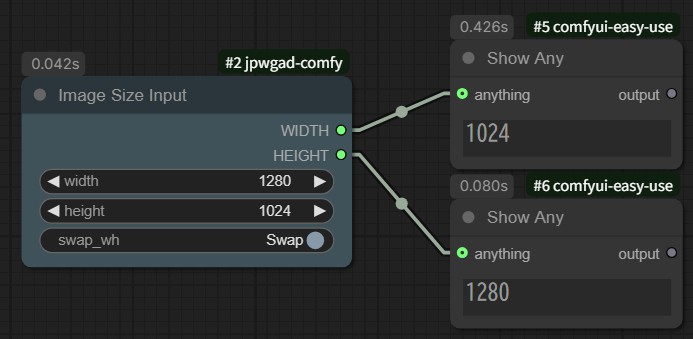 0.042s
#2 jpwgad-comfy
Image Size Input
WIDTH
HEIGHT
width 1280
height 1024
swap_wh Swap
0.426s
#5 comfyui-easy-use
Show Any
anything output
1024
0.080s
#6 comfyui-easy-use
Show Any
anything output
1280